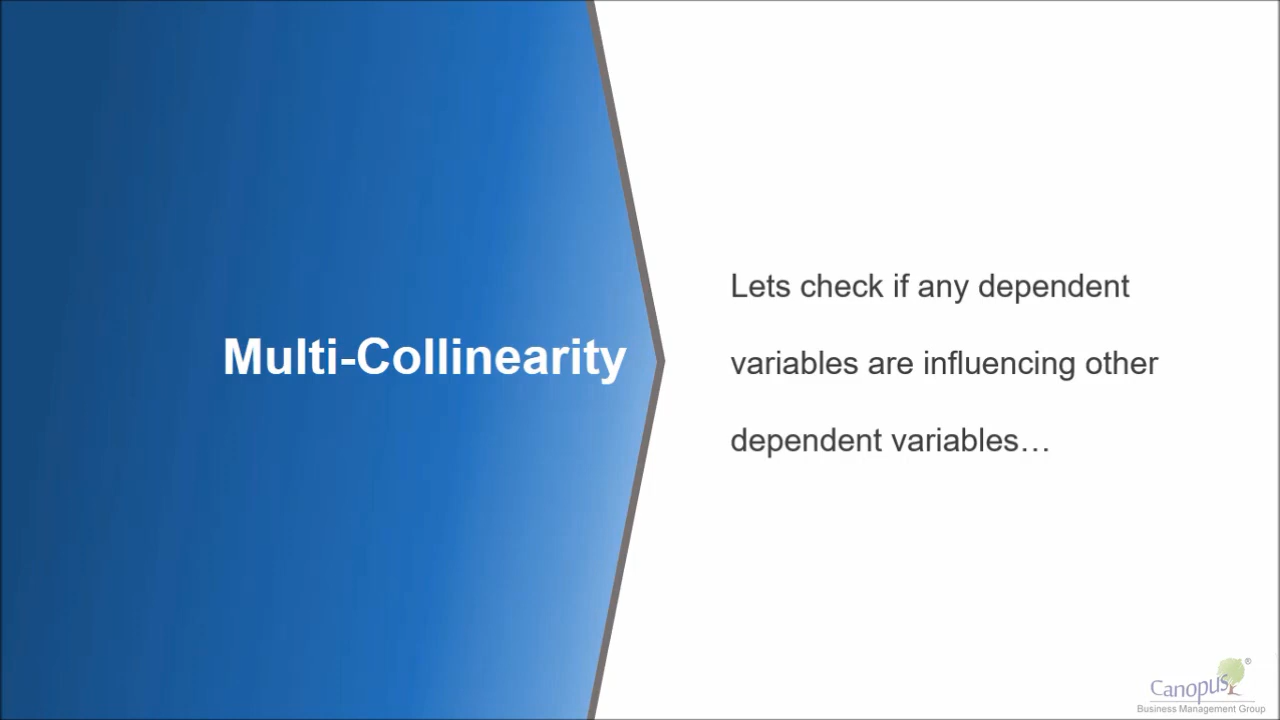 Multi-Collinearity
Lets check if any dependent
variables are influencing other
dependent variables…
Canopus®
Business Management Group